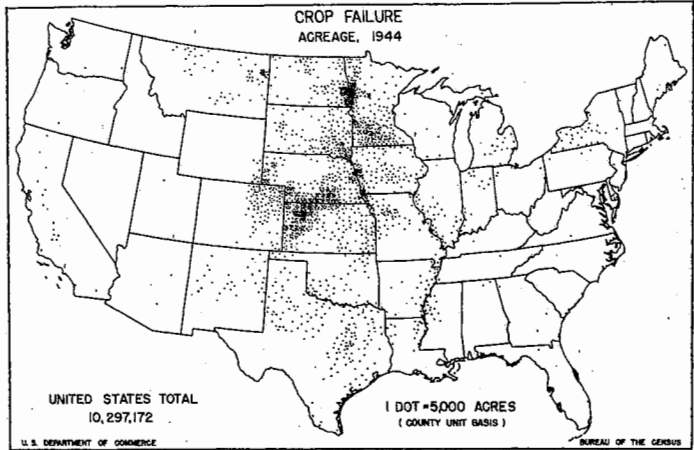 CROP FAILURE
ACREAGE, 1944
UNITED STATES TOTAL
10,297,172
1 DOT = 5,000 ACRES
( COUNTY UNIT BASIS )
U. S. DEPARTMENT OF COMMERCE
BUREAU OF THE CENSUS